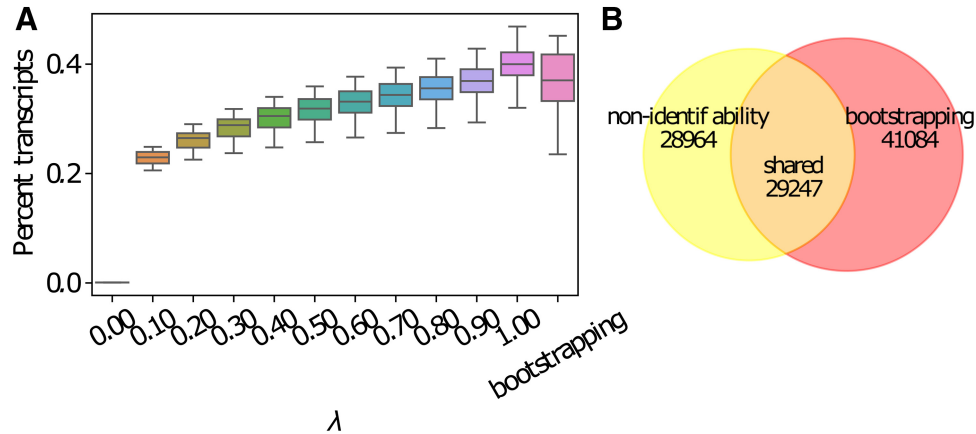 A
Percent transcripts
0.4
0.2
0.0
0.00
0.10
0.20
0.30
0.40
0.50
0.60
0.70
0.80
0.90
1.00
bootstrapping
λ
B
non-identif ability
28964
shared
29247
bootstrapping
41084